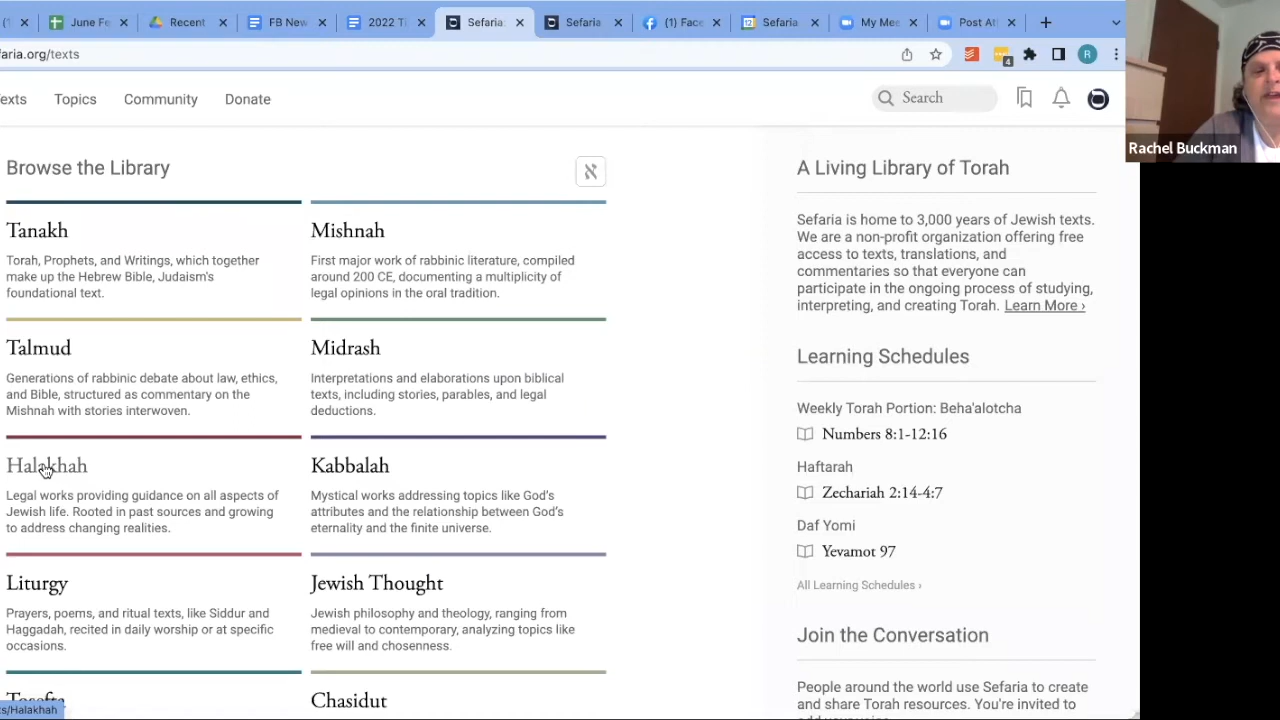 June Fe
Recent
FB New
2022 Ti
Sefaria:
Sefaria
(1) Face
Sefaria
My Mee
Post At
faria.org/texts
4
R
exts
Topics
Community
Donate
Search
Rachel Buckman
Browse the Library
א
Tanakh
Torah, Prophets, and Writings, which together
make up the Hebrew Bible, Judaism's
foundational text.
Mishnah
First major work of rabbinic literature, compiled
around 200 CE, documenting a multiplicity of
legal opinions in the oral tradition.
Talmud
Generations of rabbinic debate about law, ethics,
and Bible, structured as commentary on the
Mishnah with stories interwoven.
Midrash
Interpretations and elaborations upon biblical
texts, including stories, parables, and legal
deductions.
Halakhah
Legal works providing guidance on all aspects of
Jewish life. Rooted in past sources and growing
to address changing realities.
Kabbalah
Mystical works addressing topics like God's
attributes and the relationship between God's
eternality and the finite universe.
Liturgy
Prayers, poems, and ritual texts, like Siddur and
Haggadah, recited in daily worship or at specific
occasions.
Jewish Thought
Jewish philosophy and theology, ranging from
medieval to contemporary, analyzing topics like
free will and chosenness.
Tosefta
Chasidut
ts/Halakhah
A Living Library of Torah
Sefaria is home to 3,000 years of Jewish texts.
We are a non-profit organization offering free
access to texts, translations, and
commentaries so that everyone can
participate in the ongoing process of studying,
interpreting, and creating Torah. Learn More ›
Learning Schedules
Weekly Torah Portion: Beha'alotcha
Numbers 8:1-12:16
Haftarah
Zechariah 2:14-4:7
Daf Yomi
Yevamot 97
All Learning Schedules ›
Join the Conversation
People around the world use Sefaria to create
and share Torah resources. You're invited to
add your voice.